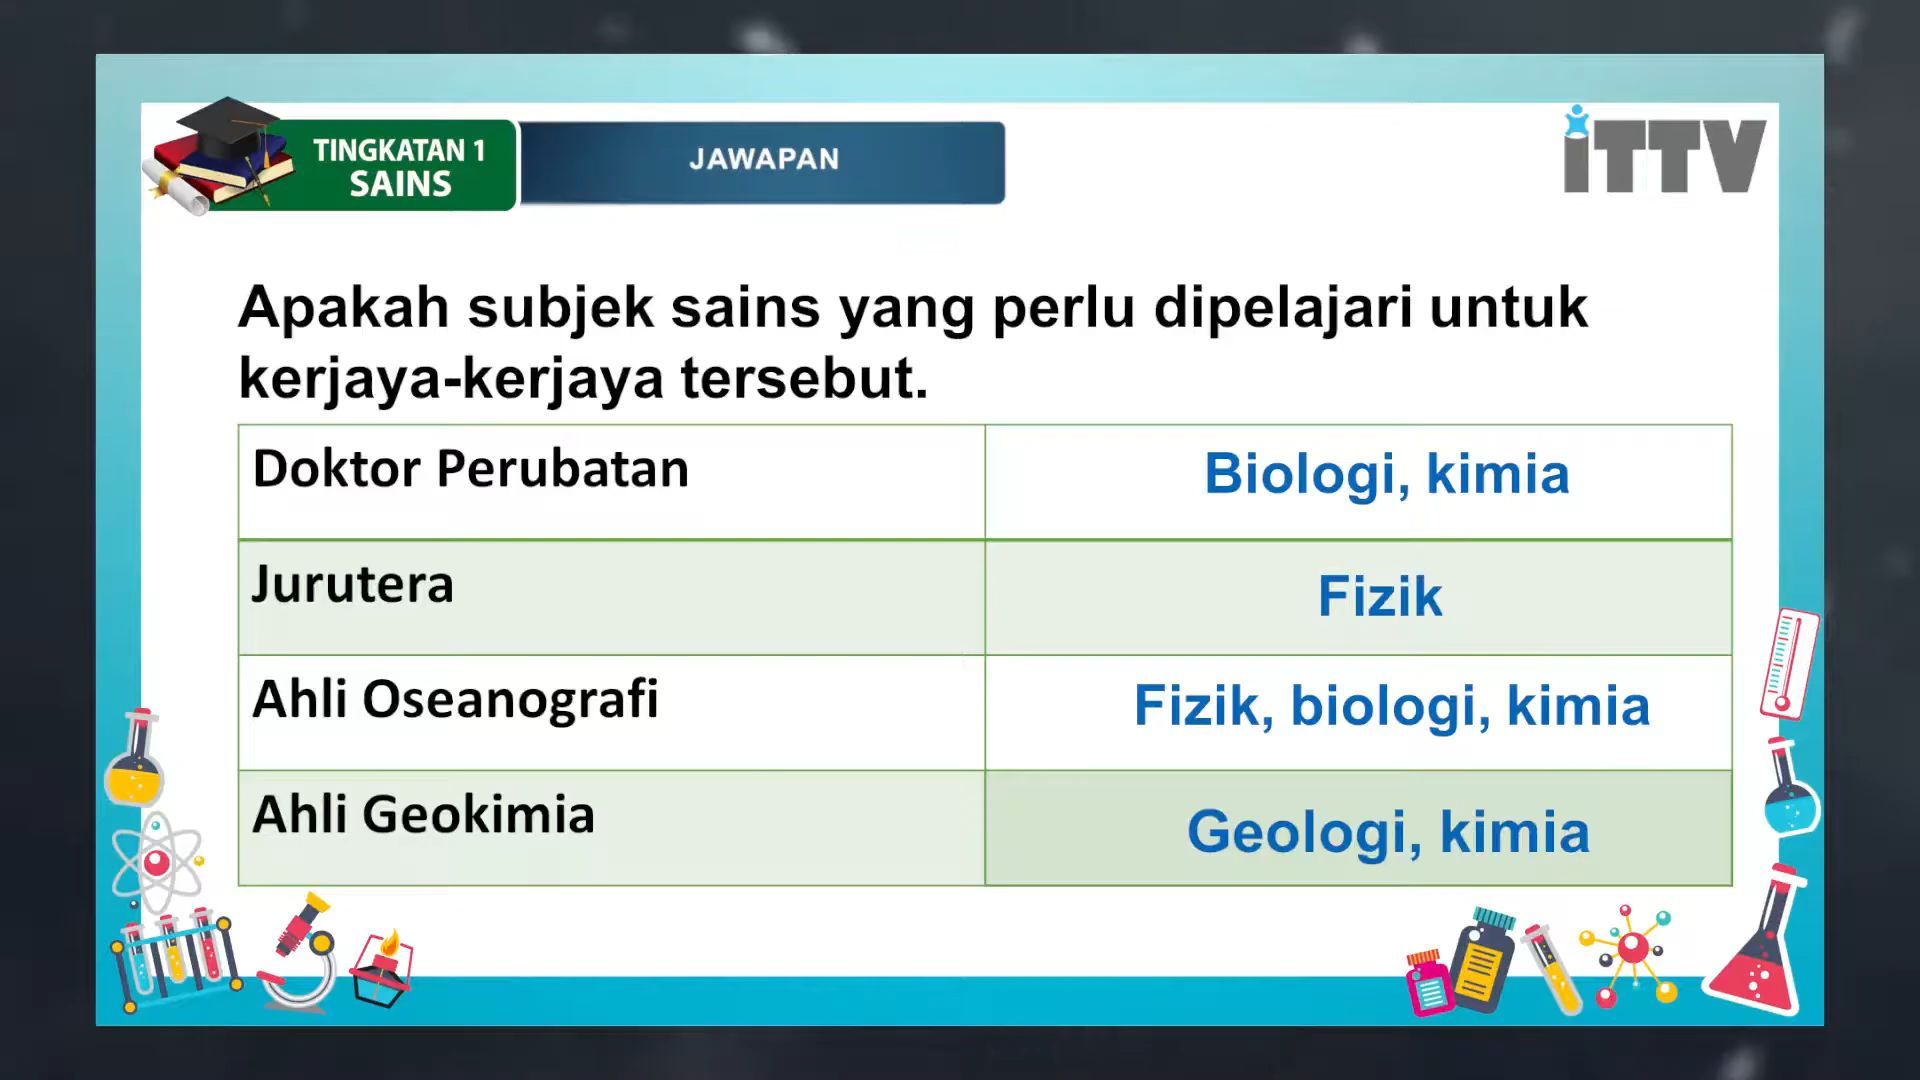 TINGKATAN 1
SAINS
JAWAPAN
iTTV
Apakah subjek sains yang perlu dipelajari untuk
kerjaya-kerjaya tersebut.
Doktor Perubatan
Biologi, kimia
Jurutera
Fizik
Ahli Oseanografi
Fizik, biologi, kimia
Ahli Geokimia
Geologi, kimia